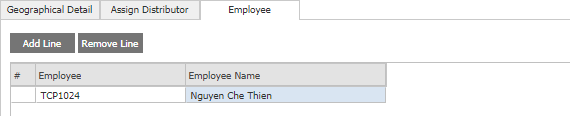 Geographical Detail Assign Distributor Employee
Add Line Remove Line
# Employee Employee Name
TCP1024 Nguyen Che Thien